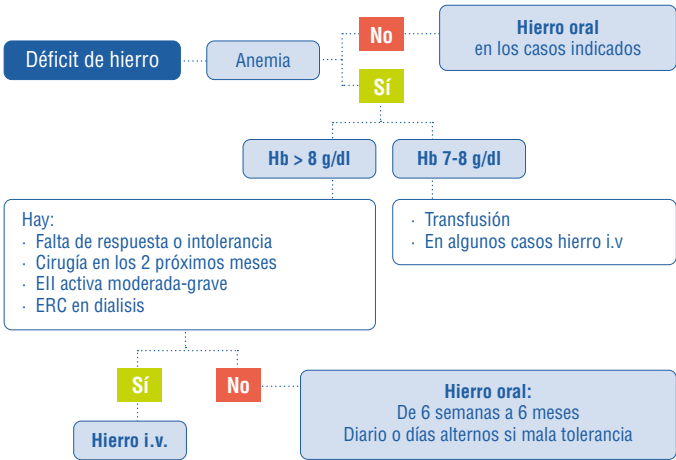 Déficit de hierro
Anemia
No
Hierro oral
en los casos indicados
Sí
Hb > 8 g/dl
Hb 7-8 g/dl
Hay:
· Falta de respuesta o intolerancia
· Cirugía en los 2 próximos meses
· EII activa moderada-grave
· ERC en dialisis
· Transfusión
· En algunos casos hierro i.v
Sí
No
Hierro i.v.
Hierro oral:
De 6 semanas a 6 meses
Diario o días alternos si mala tolerancia